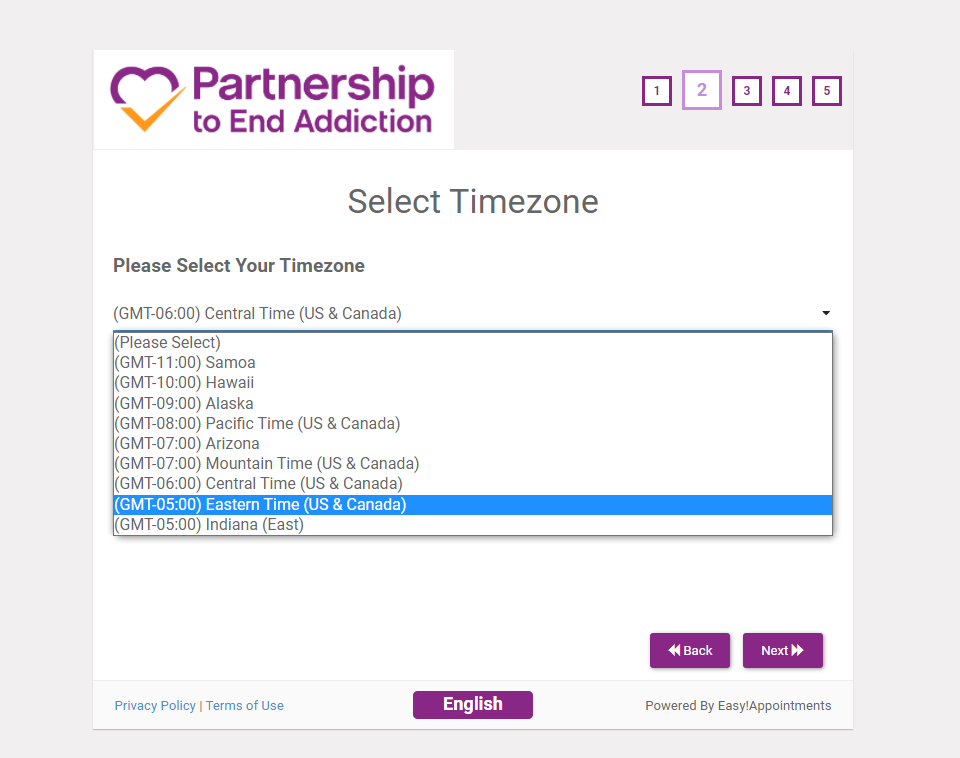 Partnership
to End Addiction
1 2 3 4 5
Select Timezone
Please Select Your Timezone
(GMT-06:00) Central Time (US & Canada)
(Please Select)
(GMT-11:00) Samoa
(GMT-10:00) Hawaii
(GMT-09:00) Alaska
(GMT-08:00) Pacific Time (US & Canada)
(GMT-07:00) Arizona
(GMT-07:00) Mountain Time (US & Canada)
(GMT-06:00) Central Time (US & Canada)
(GMT-05:00) Eastern Time (US & Canada)
(GMT-05:00) Indiana (East)
Back Next
Privacy Policy | Terms of Use English Powered By Easy!Appointments